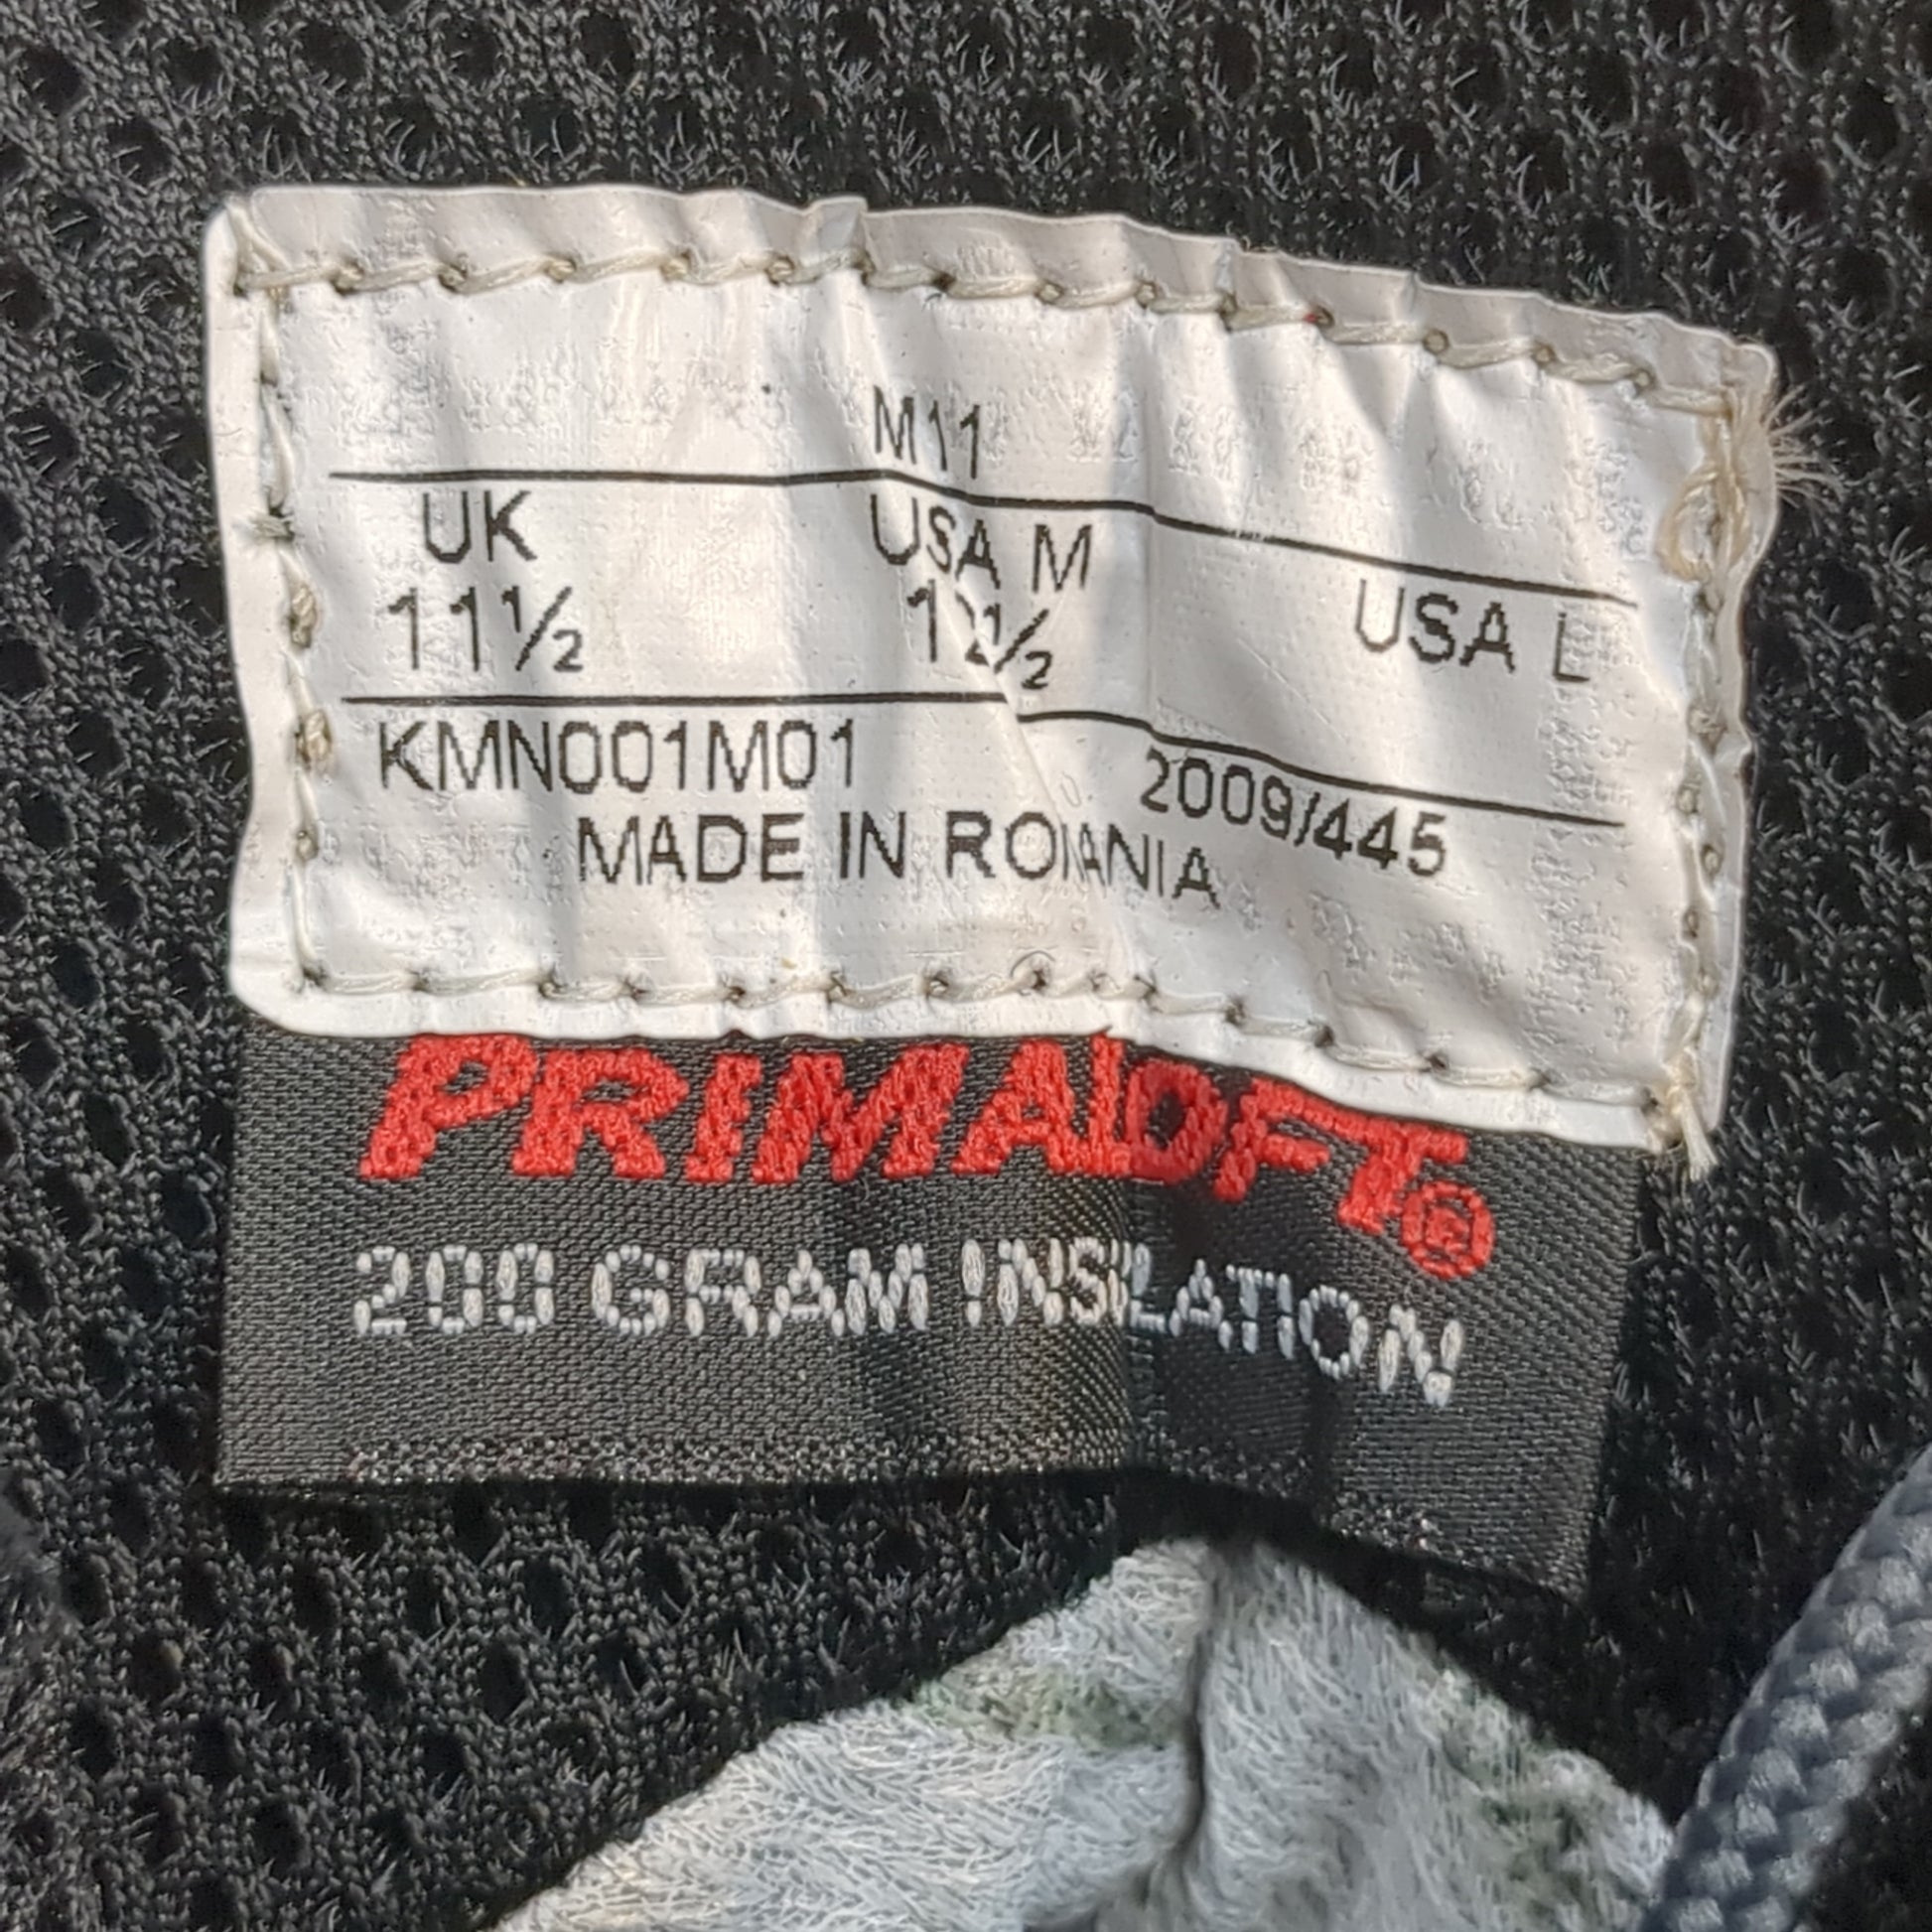 M11
UK USA M USA L
11½ 12½
KMN001M01 2009/445
MADE IN ROMANIA
PRIMALOFT®
200 GRAM INSULATION